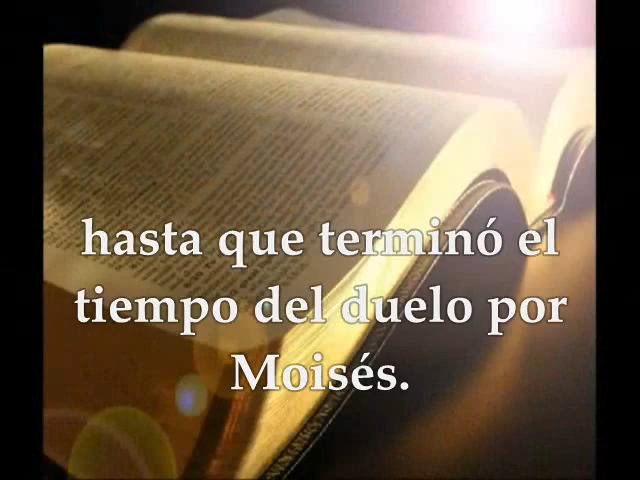 hasta que terminó el
tiempo del duelo por
Moisés.